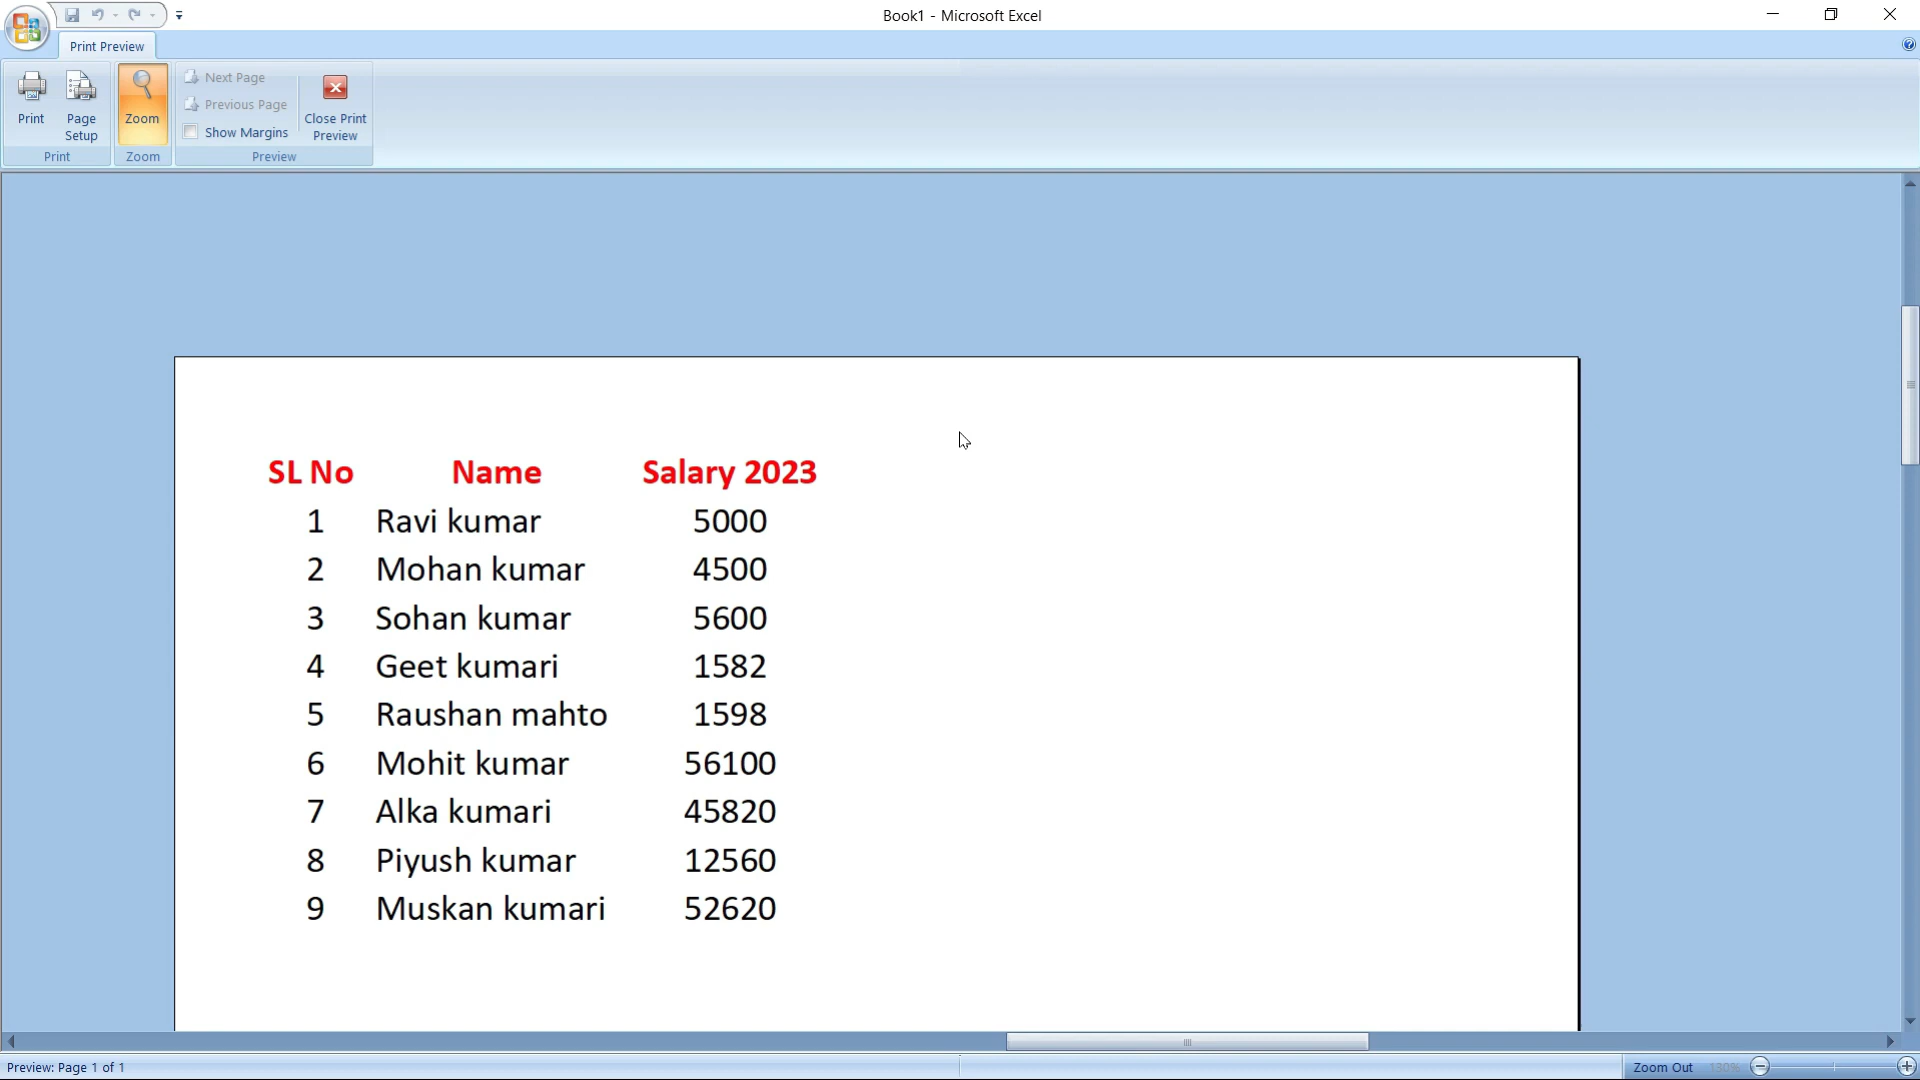 Book1 - Microsoft Excel
Print Preview
Print
Page Setup
Print
Zoom
Zoom
Next Page
Previous Page
Show Margins
Close Print Preview
Preview
SL No Name Salary 2023
1 Ravi kumar 5000
2 Mohan kumar 4500
3 Sohan kumar 5600
4 Geet kumari 1582
5 Raushan mahto 1598
6 Mohit kumar 56100
7 Alka kumari 45820
8 Piyush kumar 12560
9 Muskan kumari 52620
Preview: Page 1 of 1
Zoom Out 130%